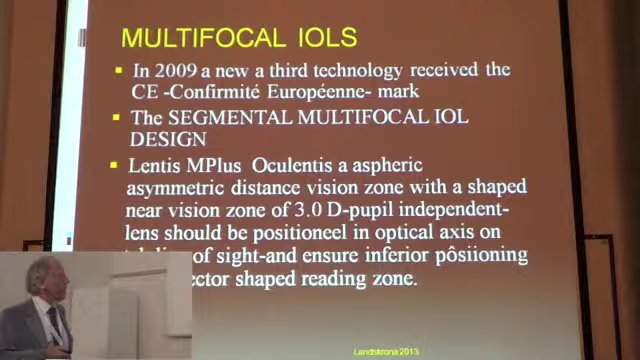 MULTIFOCAL IOLS
In 2009 a new a third technology received the
CE -Confirmité Européenne- mark
The SEGMENTAL MULTIFOCAL IOL
DESIGN
Lentis MPlus Oculentis a aspheric
asymmetric distance vision zone with a shaped
near vision zone of 3.0 D-pupil independent-
lens should be positioneel in optical axis on
of sight-and ensure inferior pôsiioning
ector shaped reading zone.
Landskrona 2013